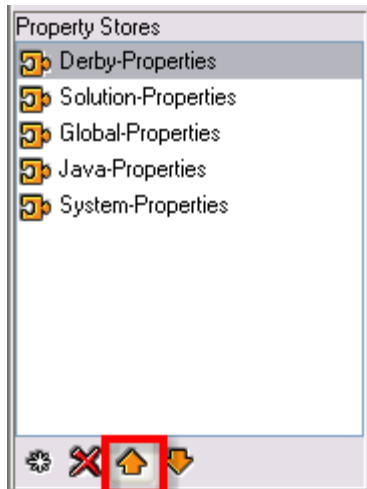 Property Stores
Derby-Properties
Solution-Properties
Global-Properties
Java-Properties
System-Properties